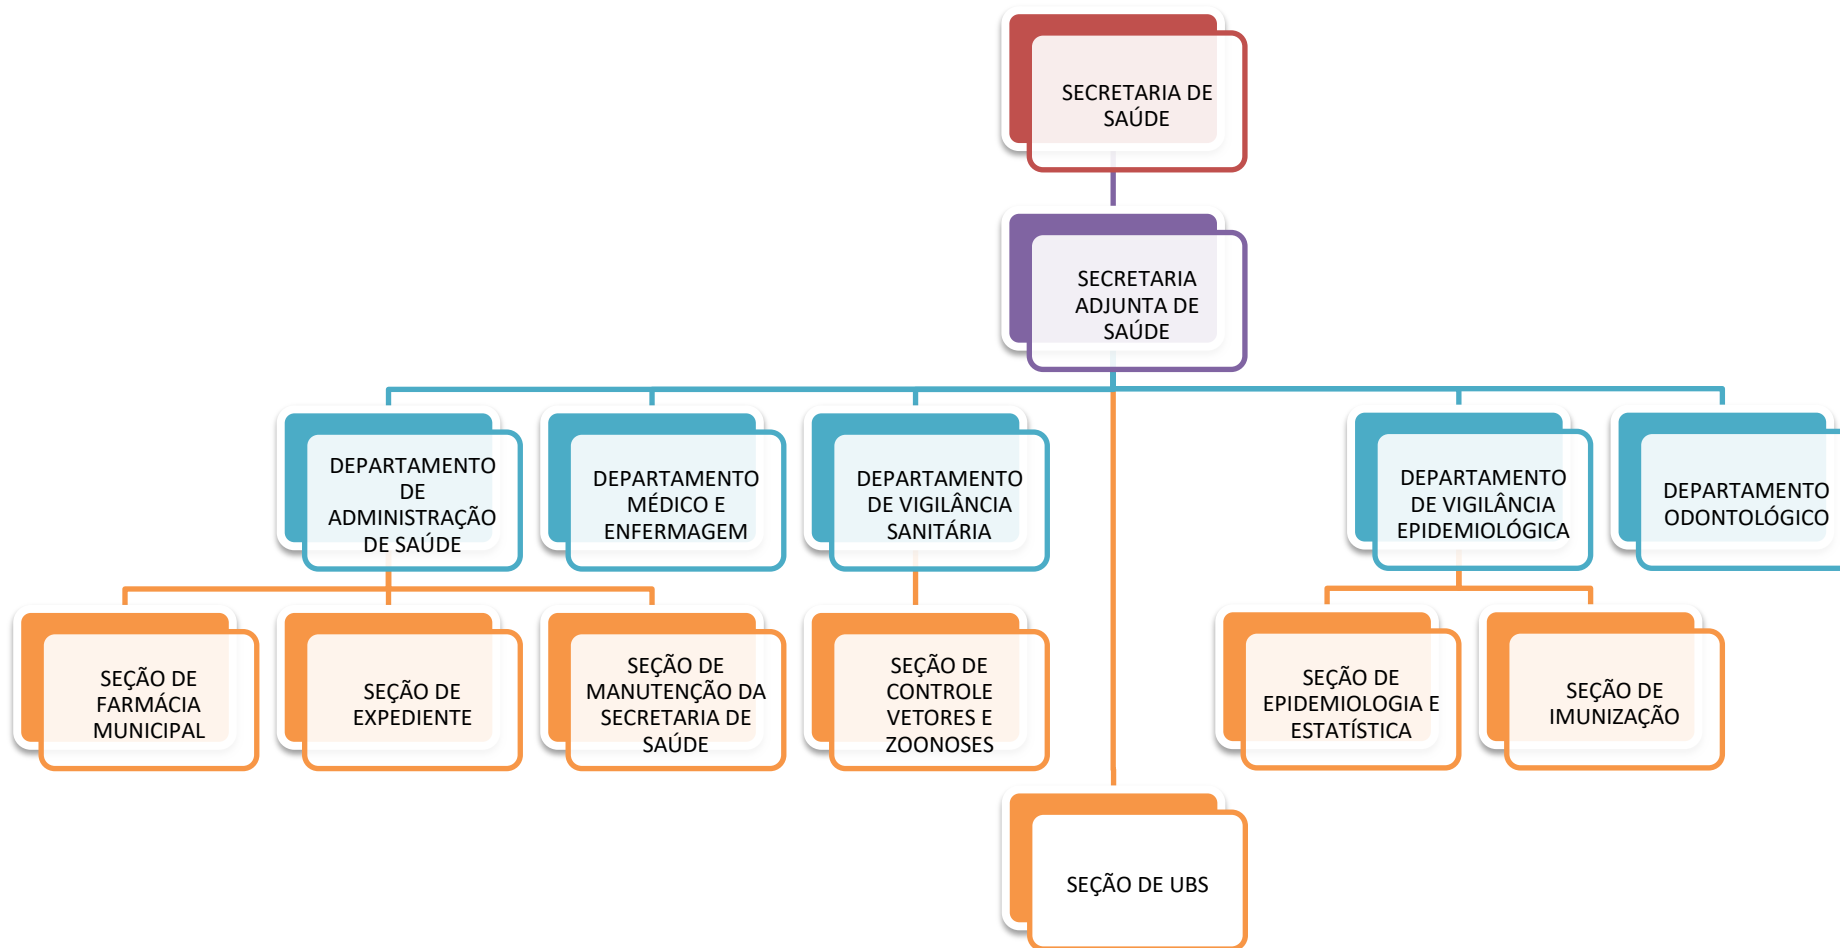 SECRETARIA DE
SAÚDE
SECRETARIA
ADJUNTA DE
SAÚDE
DEPARTAMENTO
DE
ADMINISTRAÇÃO
DE SAÚDE
DEPARTAMENTO
MÉDICO E
ENFERMAGEM
DEPARTAMENTO
DE VIGILÂNCIA
SANITÁRIA
DEPARTAMENTO
DE VIGILÂNCIA
EPIDEMIOLÓGICA
DEPARTAMENTO
ODONTOLÓGICO
SEÇÃO DE
FARMÁCIA
MUNICIPAL
SEÇÃO DE
EXPEDIENTE
SEÇÃO DE
MANUTENÇÃO DA
SECRETARIA DE
SAÚDE
SEÇÃO DE
CONTROLE
VETORES E
ZOONOSES
SEÇÃO DE
EPIDEMIOLOGIA E
ESTATÍSTICA
SEÇÃO DE
IMUNIZAÇÃO
SEÇÃO DE UBS